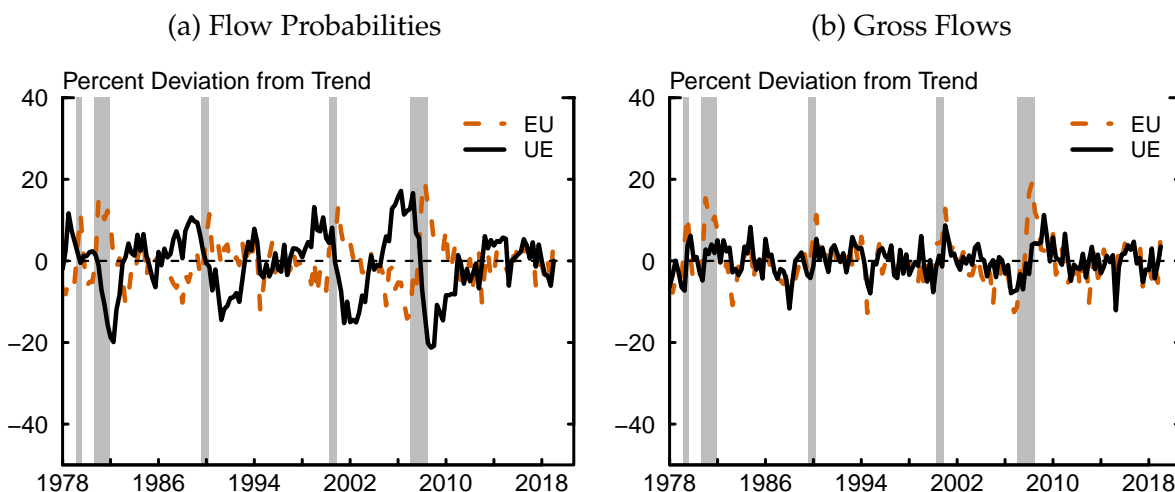 (a) Flow Probabilities
Percent Deviation from Trend
40
20
0
−20
−40
EU
UE
1978 1986 1994 2002 2010 2018
(b) Gross Flows
Percent Deviation from Trend
40
20
0
−20
−40
EU
UE
1978 1986 1994 2002 2010 2018